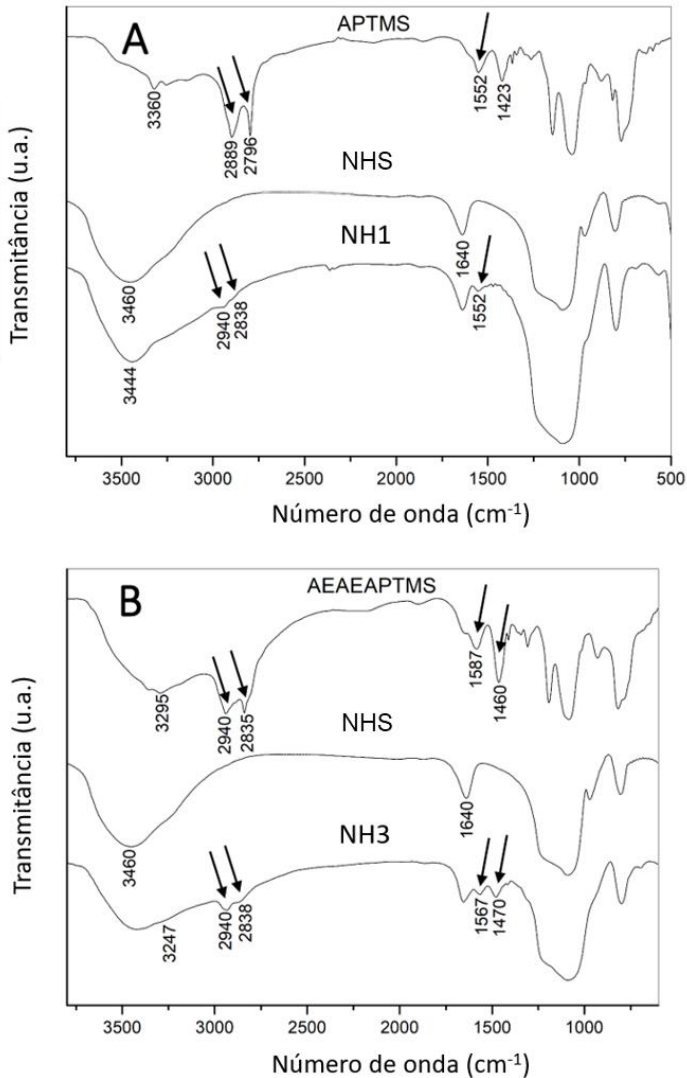 A
APTMS
3360
2889
2796
1552
1423
NHS
3460
1640
NH1
3444
2940
2838
1552
Transmitância (u.a.)
3500 3000 2500 2000 1500 1000 500
Número de onda (cm⁻¹)
B
AEAEAPTMS
3295
2940
2835
1587
1460
NHS
3460
1640
NH3
3247
2940
2838
1567
1470
Transmitância (u.a.)
3500 3000 2500 2000 1500 1000
Número de onda (cm⁻¹)